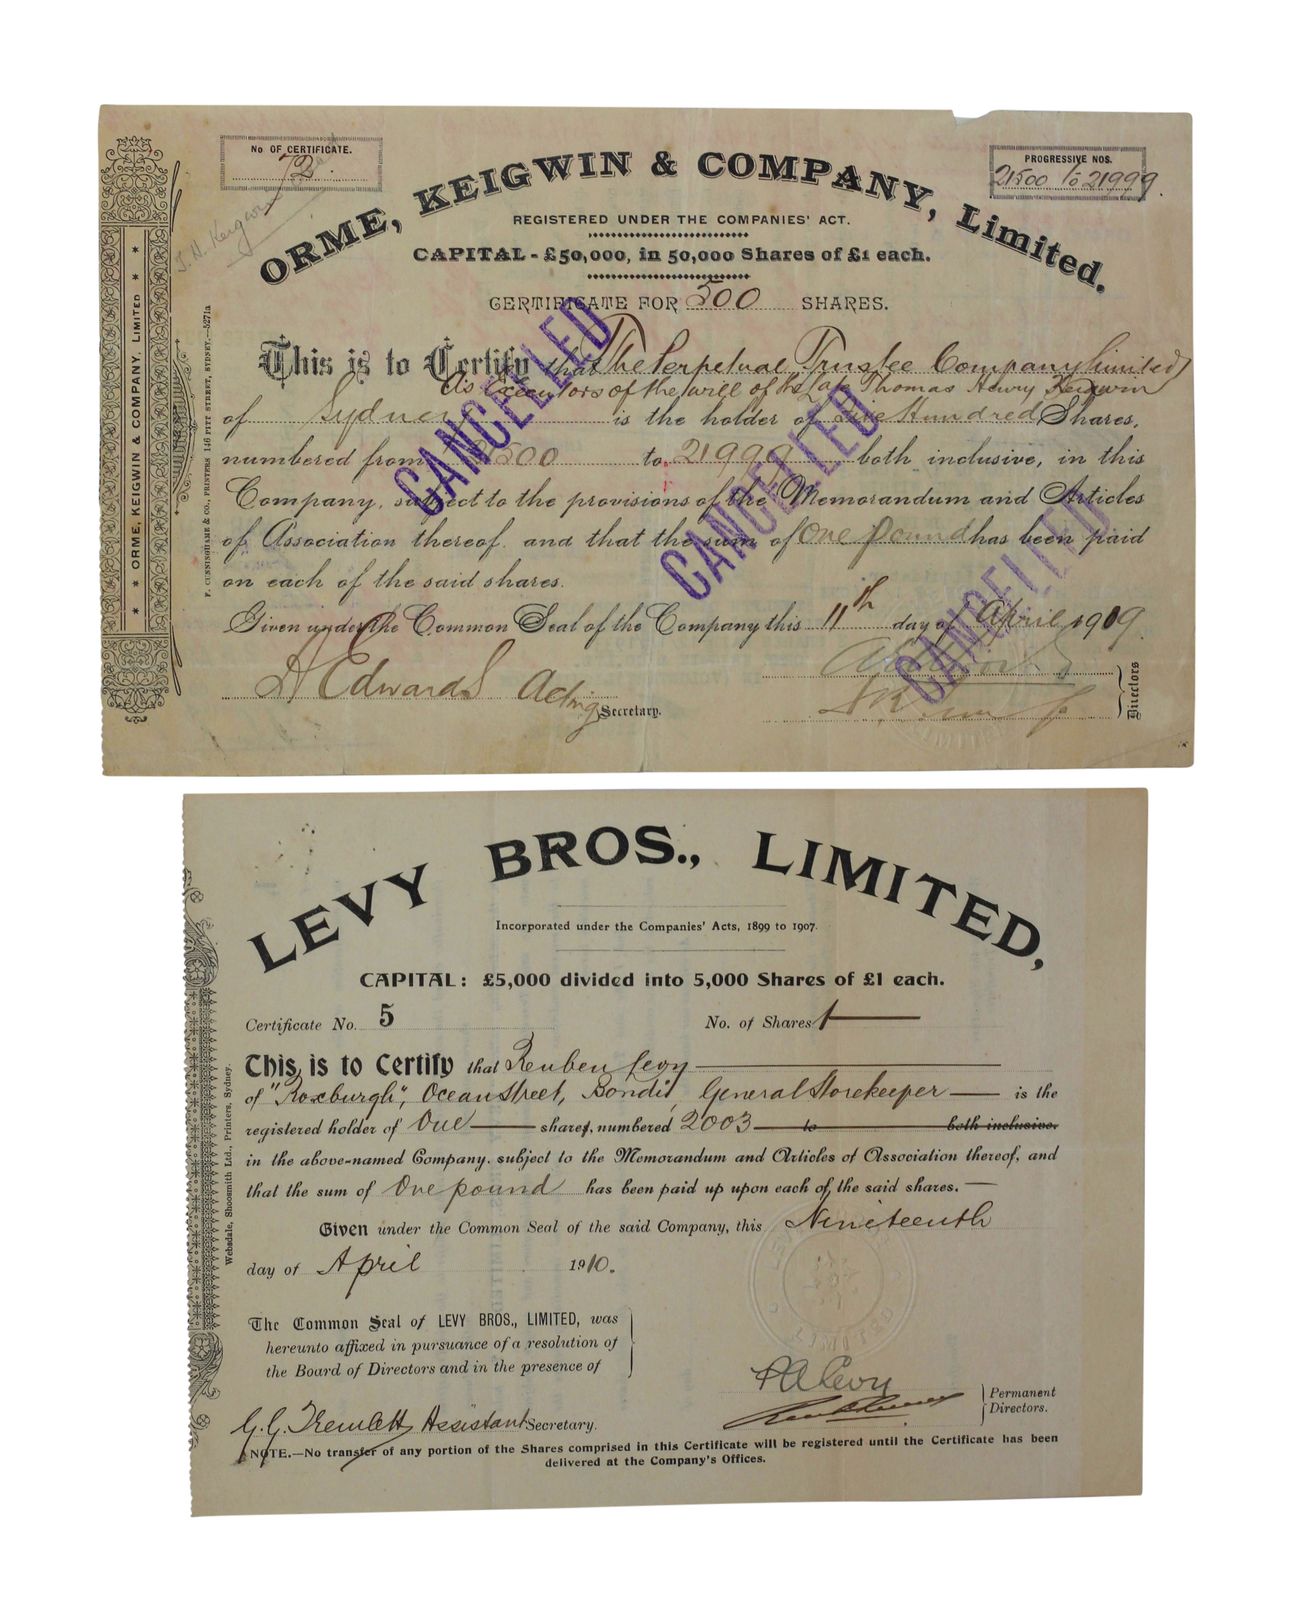 No OF CERTIFICATE.
72
PROGRESSIVE NOS.
21500 to 21999
T. H. Keigwin
ORME, KEIGWIN & COMPANY, Limited.
REGISTERED UNDER THE COMPANIES' ACT.
CAPITAL - £50,000, in 50,000 Shares of £1 each.
CERTIFICATE FOR 500 SHARES.
This is to Certify that The Perpetual Trustee Company Limited
As Executors of the will of the late Thomas Henry Keigwin
of Sydney is the holder of Five Hundred Shares,
numbered from 21500 to 21999 both inclusive, in this
Company, subject to the provisions of the Memorandum and Articles
of Association thereof. and that the sum of One pound has been paid
on each of the said shares.
Given under the Common Seal of the Company this 11th day of April 1919.
A Edwards Acting Secretary.
Directors
CANCELLED
CANCELLED
CANCELLED
* * ORME, KEIGWIN & COMPANY, LIMITED * *
F. CUNNINGHAME & CO., PRINTERS 146 PITT STREET, SYDNEY.—5271a
LIMITED
LEVY BROS., LIMITED,
Incorporated under the Companies' Acts, 1899 to 1907.
CAPITAL: £5,000 divided into 5,000 Shares of £1 each.
Certificate No. 5 No. of Shares 1
This is to Certify that Reuben Levy
of "Roxburgh", Ocean Street, Bondi, General Storekeeper is the
registered holder of One shares, numbered 2003 to both inclusive.
in the above-named Company, subject to the Memorandum and Articles of Association thereof, and
that the sum of One pound has been paid up upon each of the said shares.
Given under the Common Seal of the said Company, this Nineteenth
day of April 1910.
The Common Seal of LEVY BROS., LIMITED, was
hereunto affixed in pursuance of a resolution of
the Board of Directors and in the presence of
G. G. Tremlett Assistant Secretary.
Levy
Permanent
Directors.
NOTE.—No transfer of any portion of the Shares comprised in this Certificate will be registered until the Certificate has been
delivered at the Company's Offices.
Websdale, Shoosmith Ltd., Printers, Sydney.
LIMITED